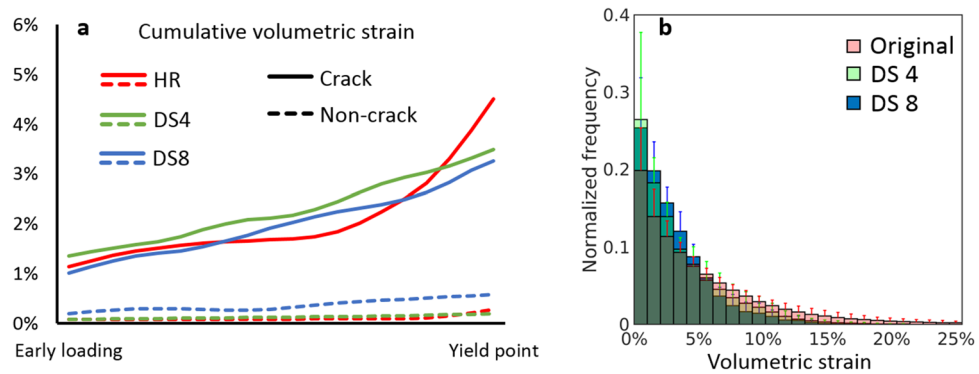 a
Cumulative volumetric strain
6%
5%
4%
3%
2%
1%
0%
HR
DS4
DS8
Crack
Non-crack
Early loading
Yield point
b
Original
DS 4
DS 8
Normalized frequency
0.4
0.3
0.2
0.1
0
0%
5%
10%
15%
20%
25%
Volumetric strain